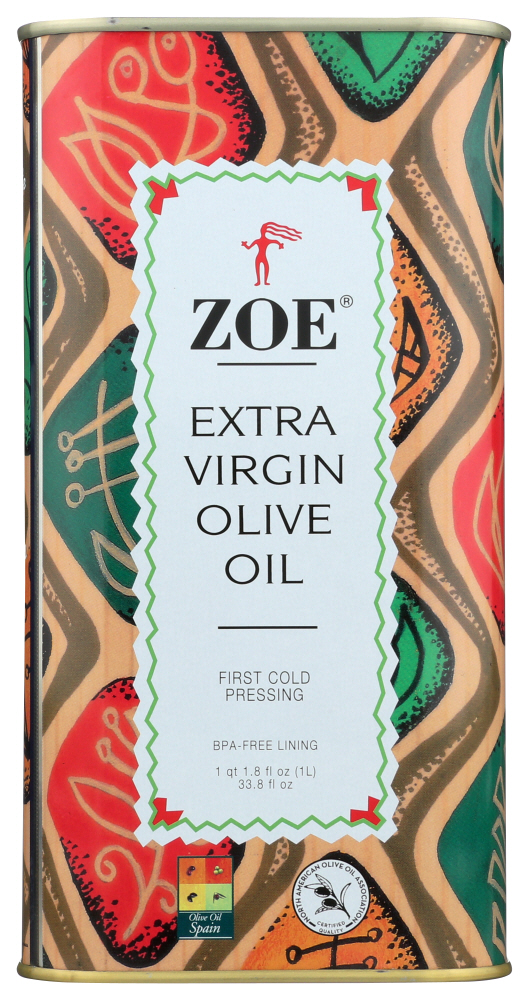 ZOE®
EXTRA
VIRGIN
OLIVE
OIL
FIRST COLD
PRESSING
BPA-FREE LINING
1 qt 1.8 fl oz (1L)
33.8 fl oz
Olive Oil
Spain
NORTH AMERICAN OLIVE OIL ASSOCIATION
CERTIFIED
QUALITY